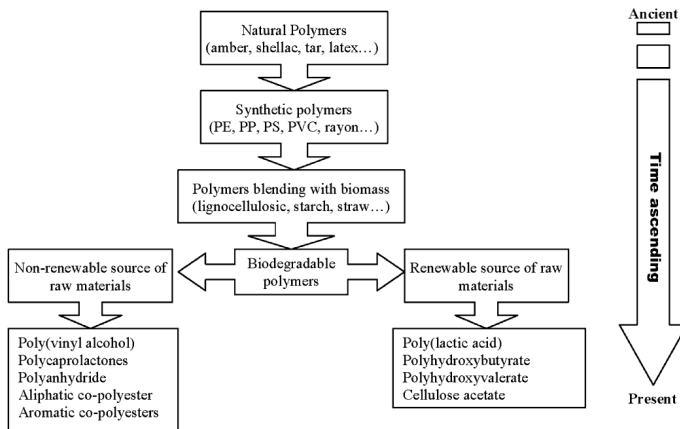 Natural Polymers
(amber, shellac, tar, latex…)
Ancient
Synthetic polymers
(PE, PP, PS, PVC, rayon…)
Polymers blending with biomass
(lignocellulosic, starch, straw…)
Time ascending
Non-renewable source of
raw materials
Biodegradable
polymers
Renewable source of raw
materials
Poly(vinyl alcohol)
Polycaprolactones
Polyanhydride
Aliphatic co-polyester
Aromatic co-polyesters
Poly(lactic acid)
Polyhydroxybutyrate
Polyhydroxyvalerate
Cellulose acetate
Present